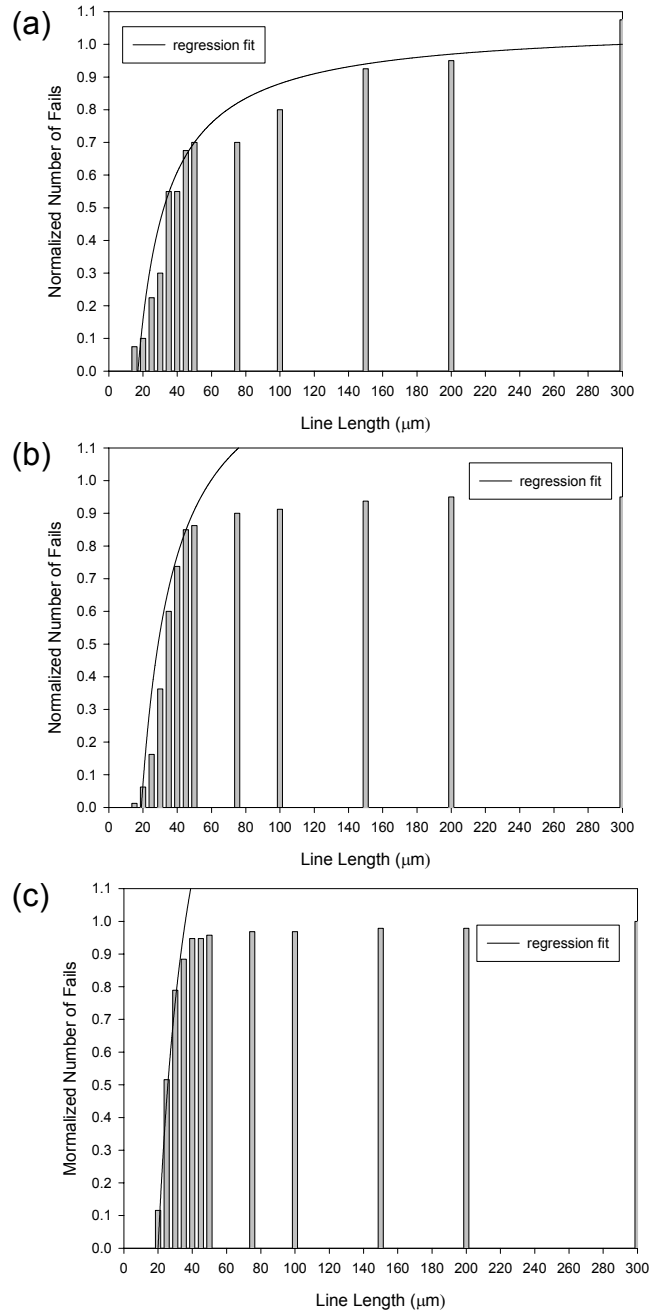 (a)
regression fit
Normalized Number of Fails
1.1
1.0
0.9
0.8
0.7
0.6
0.5
0.4
0.3
0.2
0.1
0.0
0 20 40 60 80 100 120 140 160 180 200 220 240 260 280 300
Line Length (μm)
(b)
regression fit
Normalized Number of Fails
1.1
1.0
0.9
0.8
0.7
0.6
0.5
0.4
0.3
0.2
0.1
0.0
0 20 40 60 80 100 120 140 160 180 200 220 240 260 280 300
Line Length (μm)
(c)
regression fit
Mormalized Number of Fails
1.1
1.0
0.9
0.8
0.7
0.6
0.5
0.4
0.3
0.2
0.1
0.0
0 20 40 60 80 100 120 140 160 180 200 220 240 260 280 300
Line Length (μm)